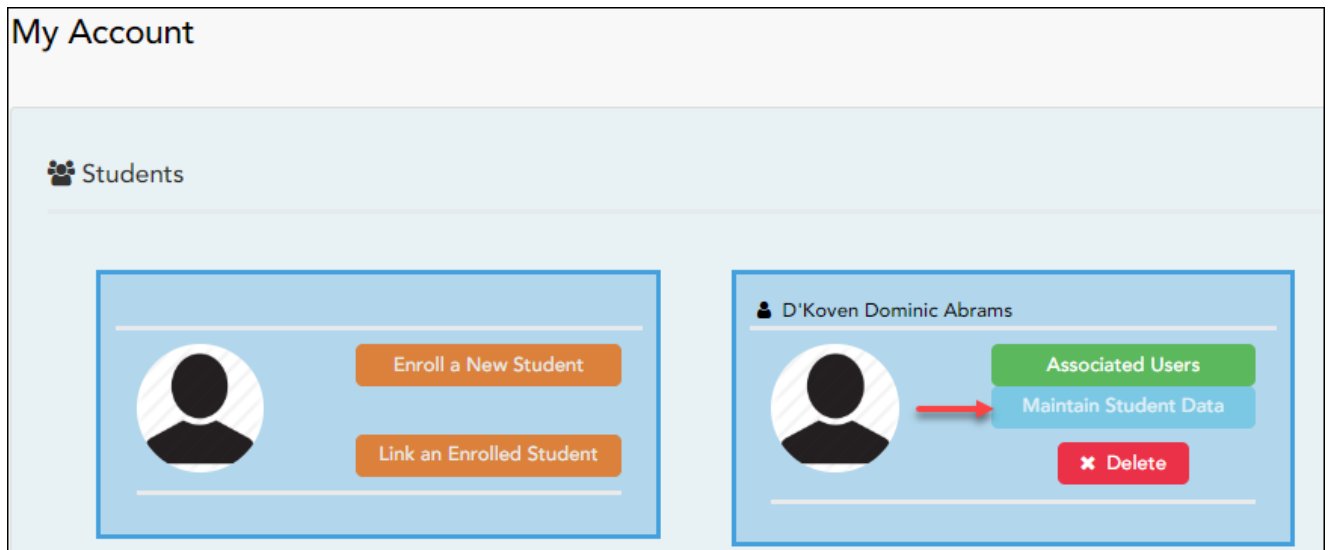 My Account
Students
Enroll a New Student
Link an Enrolled Student
D'Koven Dominic Abrams
Associated Users
Maintain Student Data
✖ Delete